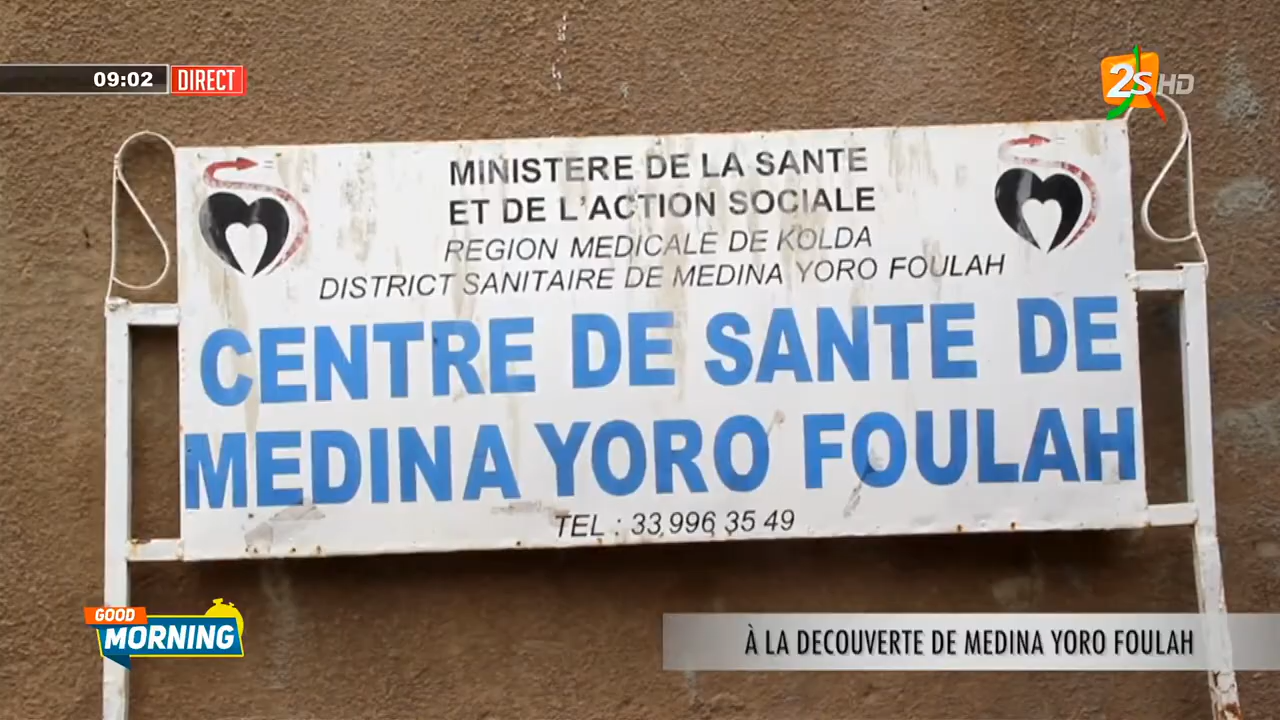 09:02 DIRECT
2S HD
MINISTERE DE LA SANTE
ET DE L'ACTION SOCIALE
REGION MEDICALE DE KOLDA
DISTRICT SANITAIRE DE MEDINA YORO FOULAH
CENTRE DE SANTE DE
MEDINA YORO FOULAH
TEL : 33 996 35 49
GOOD
MORNING
À LA DECOUVERTE DE MEDINA YORO FOULAH